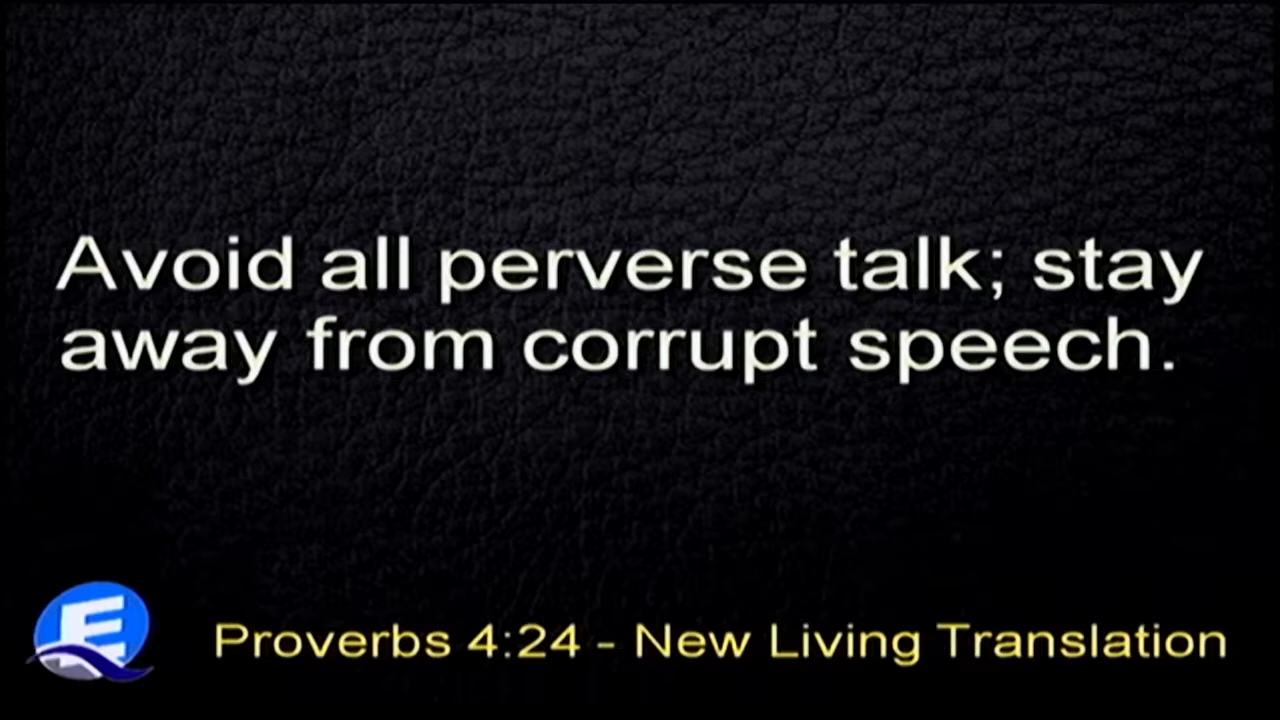 Avoid all perverse talk; stay
away from corrupt speech.
E
Proverbs 4:24 - New Living Translation